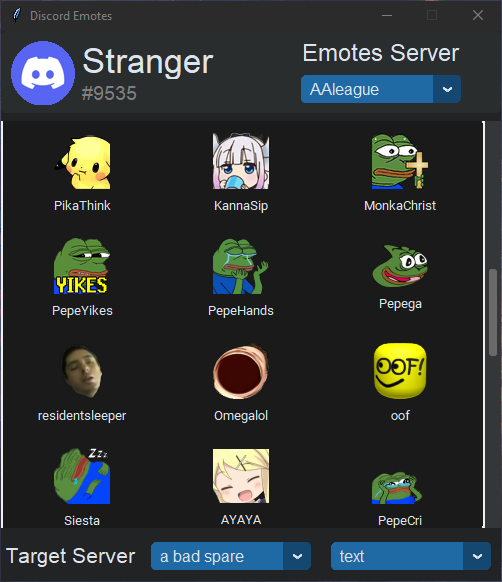 Discord Emotes
Stranger
#9535
Emotes Server
AAleague
PikaThink
KannaSip
MonkaChrist
YIKES
OOF!
PepeYikes
PepeHands
Pepega
residentsleeper
Omegalol
oof
ZZz
Siesta
AYAYA
PepeCri
Target Server
a bad spare
text